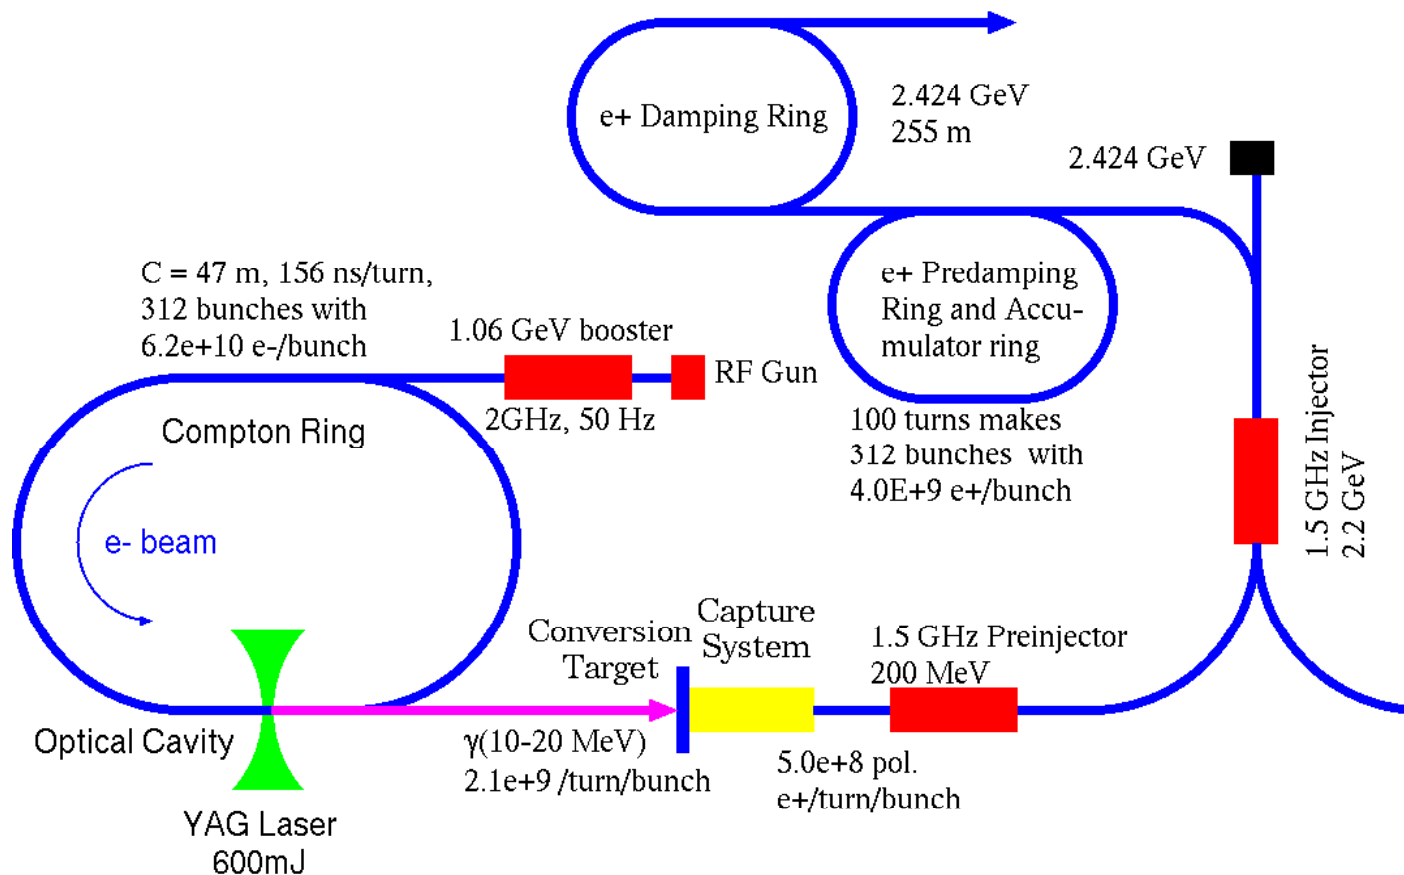 e+ Damping Ring
2.424 GeV
255 m
2.424 GeV
C = 47 m, 156 ns/turn,
312 bunches with
6.2e+10 e-/bunch
1.06 GeV booster
RF Gun
2GHz, 50 Hz
e+ Predamping
Ring and Accu-
mulator ring
100 turns makes
312 bunches with
4.0E+9 e+/bunch
Compton Ring
e- beam
1.5 GHz Injector
2.2 GeV
Conversion
Target
Capture
System
1.5 GHz Preinjector
200 MeV
Optical Cavity
γ(10-20 MeV)
2.1e+9 /turn/bunch
5.0e+8 pol.
e+/turn/bunch
YAG Laser
600mJ